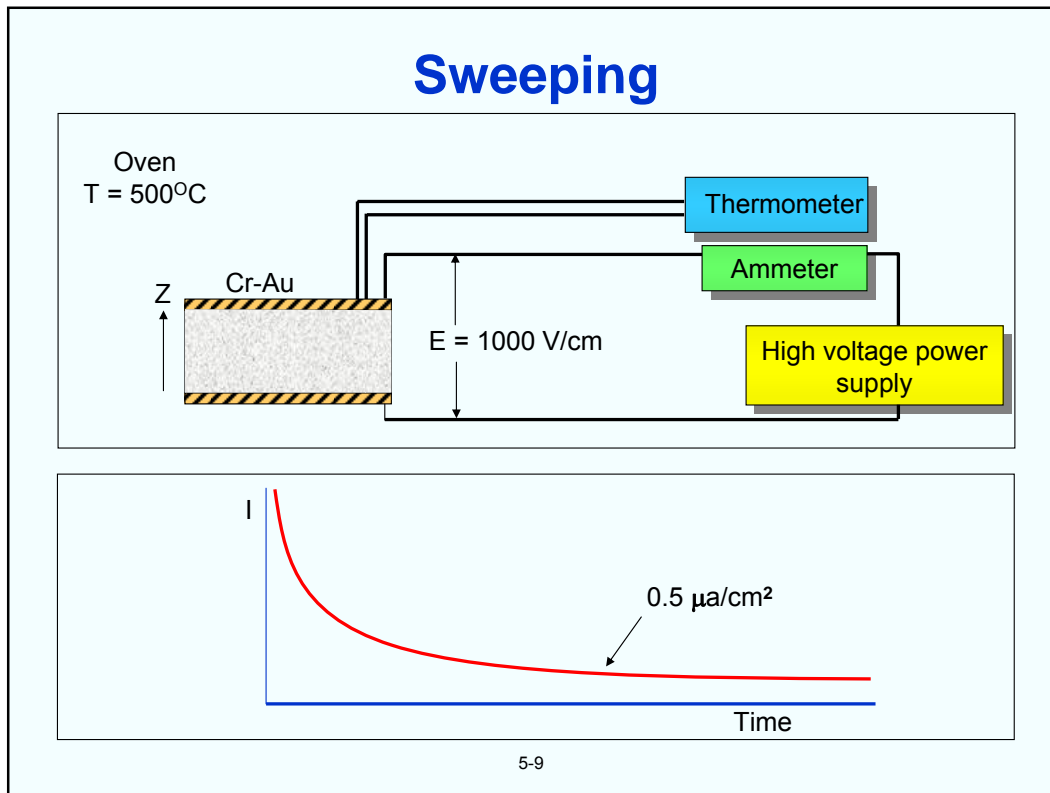 Sweeping
Oven
T = 500ᴼC
Thermometer
Ammeter
Cr-Au
Z
E = 1000 V/cm
High voltage power
supply
I
0.5 μa/cm²
Time
5-9